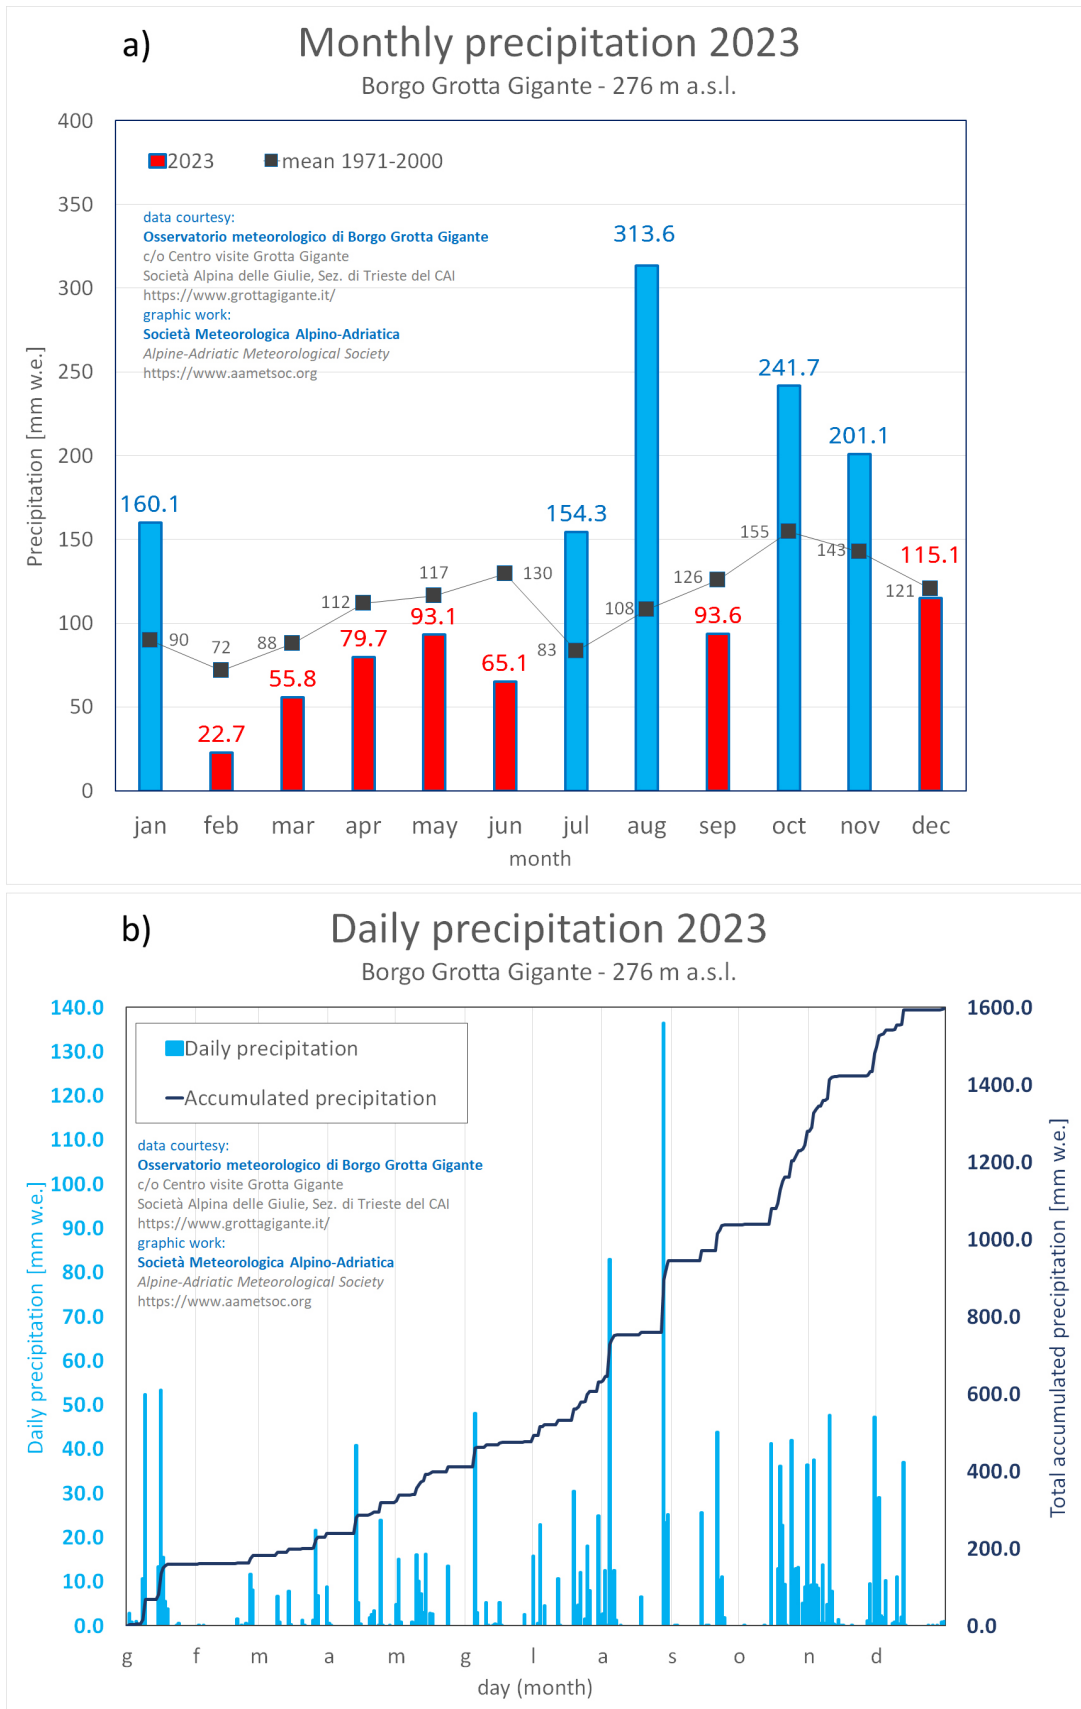 a)
Monthly precipitation 2023
Borgo Grotta Gigante - 276 m a.s.l.
400
350
300
250
200
150
100
50
0
Precipitation [mm w.e.]
2023
mean 1971-2000
data courtesy:
Osservatorio meteorologico di Borgo Grotta Gigante
c/o Centro visite Grotta Gigante
Società Alpina delle Giulie, Sez. di Trieste del CAI
https://www.grottagigante.it/
graphic work:
Società Meteorologica Alpino-Adriatica
Alpine-Adriatic Meteorological Society
https://www.aametsoc.org
160.1
22.7
55.8
79.7
93.1
65.1
154.3
313.6
93.6
241.7
201.1
115.1
90
72
88
112
117
130
83
108
126
155
143
121
jan feb mar apr may jun jul aug sep oct nov dec
month
b)
Daily precipitation 2023
Borgo Grotta Gigante - 276 m a.s.l.
140.0
130.0
120.0
110.0
100.0
90.0
80.0
70.0
60.0
50.0
40.0
30.0
20.0
10.0
0.0
Daily precipitation [mm w.e.]
Daily precipitation
Accumulated precipitation
data courtesy:
Osservatorio meteorologico di Borgo Grotta Gigante
c/o Centro visite Grotta Gigante
Società Alpina delle Giulie, Sez. di Trieste del CAI
https://www.grottagigante.it/
graphic work:
Società Meteorologica Alpino-Adriatica
Alpine-Adriatic Meteorological Society
https://www.aametsoc.org
1600.0
1400.0
1200.0
1000.0
800.0
600.0
400.0
200.0
0.0
Total accumulated precipitation [mm w.e.]
g f m a m g l a s o n d
day (month)